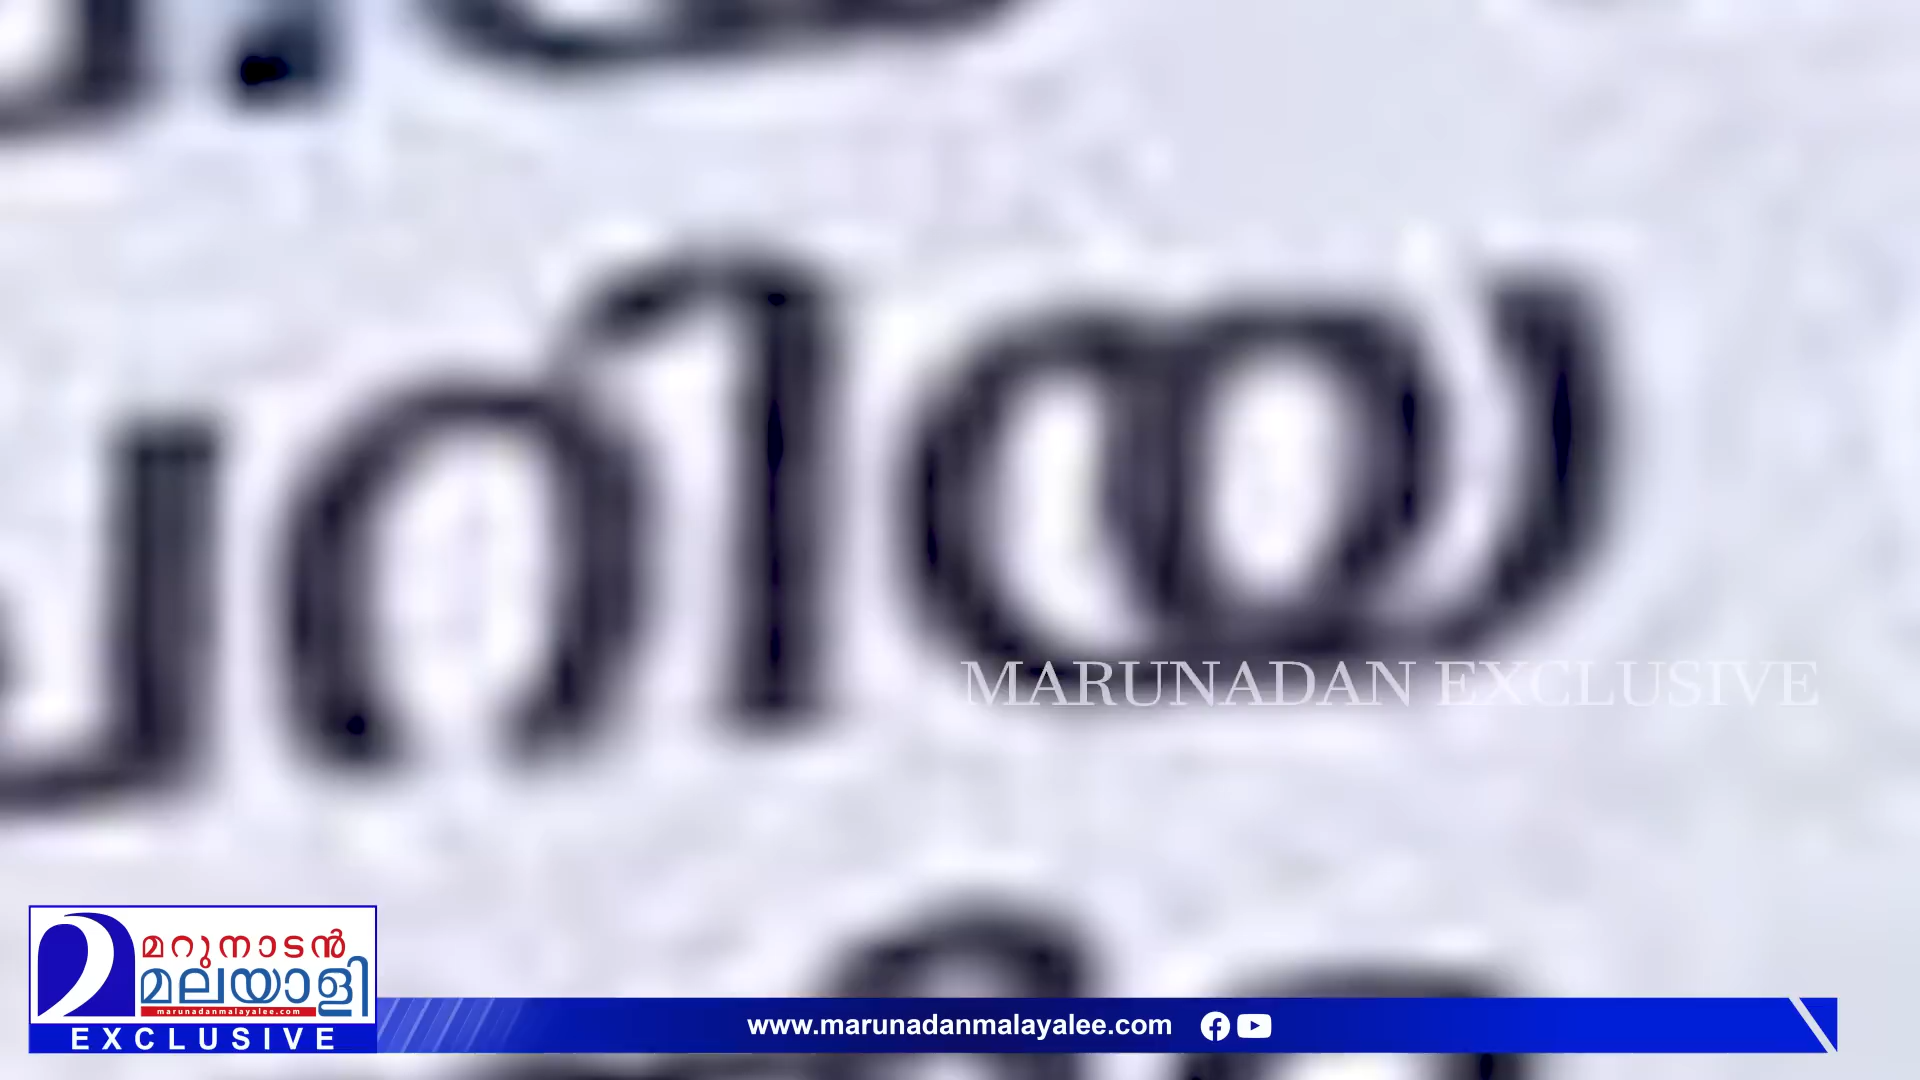 റിയ
MARUNADAN EXCLUSIVE
മറുനാടൻ
മലയാളി
marunadanmalayalee.com
EXCLUSIVE
www.marunadanmalayalee.com